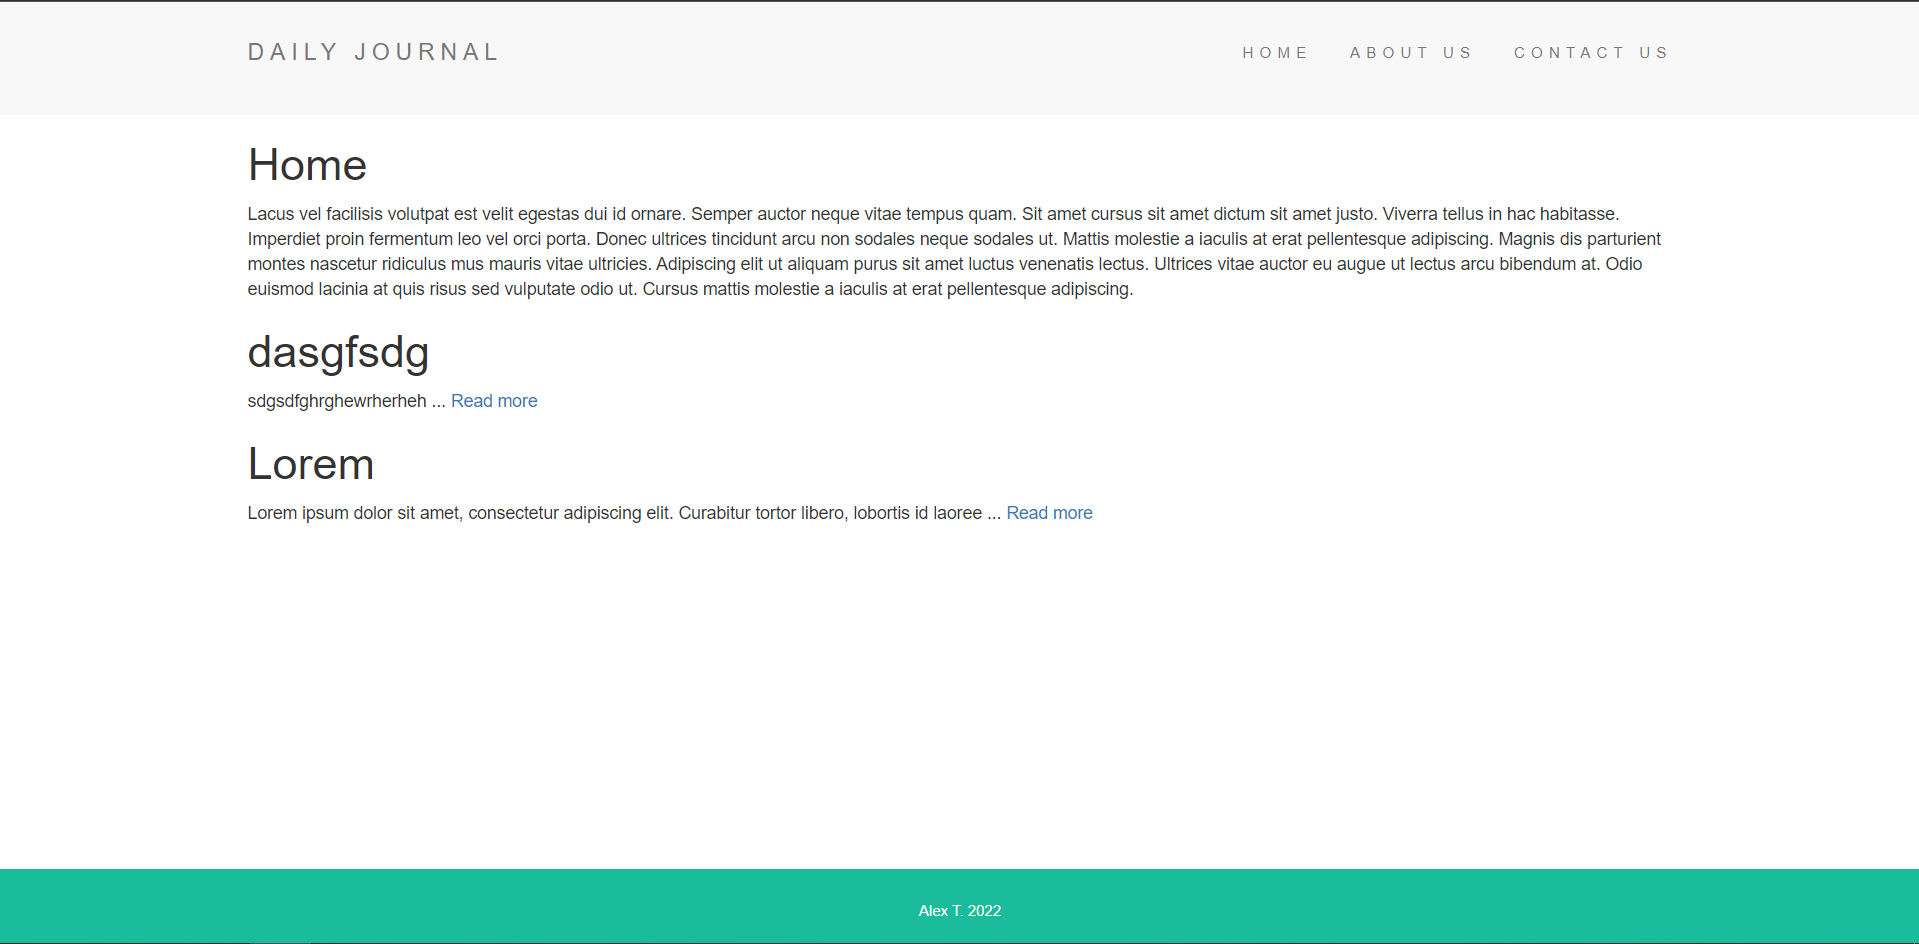 DAILY JOURNAL
HOME ABOUT US CONTACT US
Home
Lacus vel facilisis volutpat est velit egestas dui id ornare. Semper auctor neque vitae tempus quam. Sit amet cursus sit amet dictum sit amet justo. Viverra tellus in hac habitasse.
Imperdiet proin fermentum leo vel orci porta. Donec ultrices tincidunt arcu non sodales neque sodales ut. Mattis molestie a iaculis at erat pellentesque adipiscing. Magnis dis parturient
montes nascetur ridiculus mus mauris vitae ultricies. Adipiscing elit ut aliquam purus sit amet luctus venenatis lectus. Ultrices vitae auctor eu augue ut lectus arcu bibendum at. Odio
euismod lacinia at quis risus sed vulputate odio ut. Cursus mattis molestie a iaculis at erat pellentesque adipiscing.
dasgfsdg
sdgsdfghrghewrherheh ... Read more
Lorem
Lorem ipsum dolor sit amet, consectetur adipiscing elit. Curabitur tortor libero, lobortis id laoree ... Read more
Alex T. 2022